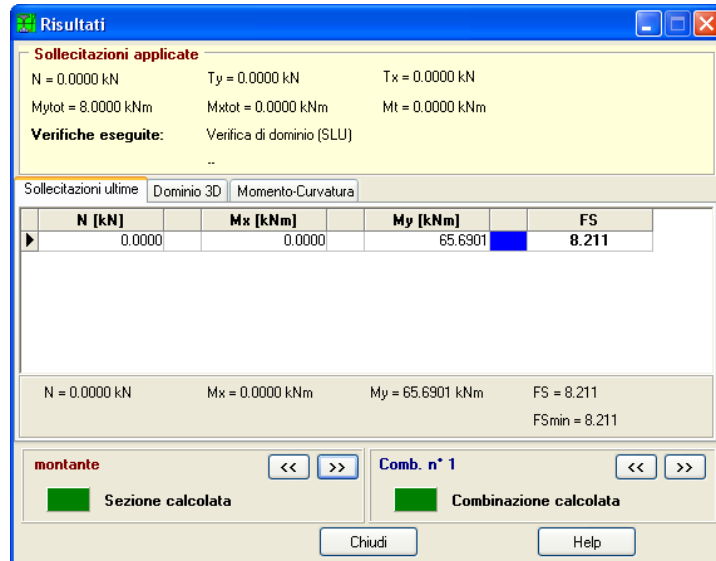 Risultati
Sollecitazioni applicate
N = 0.0000 kN Ty = 0.0000 kN Tx = 0.0000 kN
Mytot = 8.0000 kNm Mxtot = 0.0000 kNm Mt = 0.0000 kNm
Verifiche eseguite: Verifica di dominio (SLU)
--
Sollecitazioni ultime Dominio 3D Momento-Curvatura
N [kN] Mx [kNm] My [kNm] FS
0.0000 0.0000 65.6901 8.211
N = 0.0000 kN Mx = 0.0000 kNm My = 65.6901 kNm FS = 8.211
FSmin = 8.211
montante << >> Comb. n° 1 << >>
Sezione calcolata Combinazione calcolata
Chiudi Help